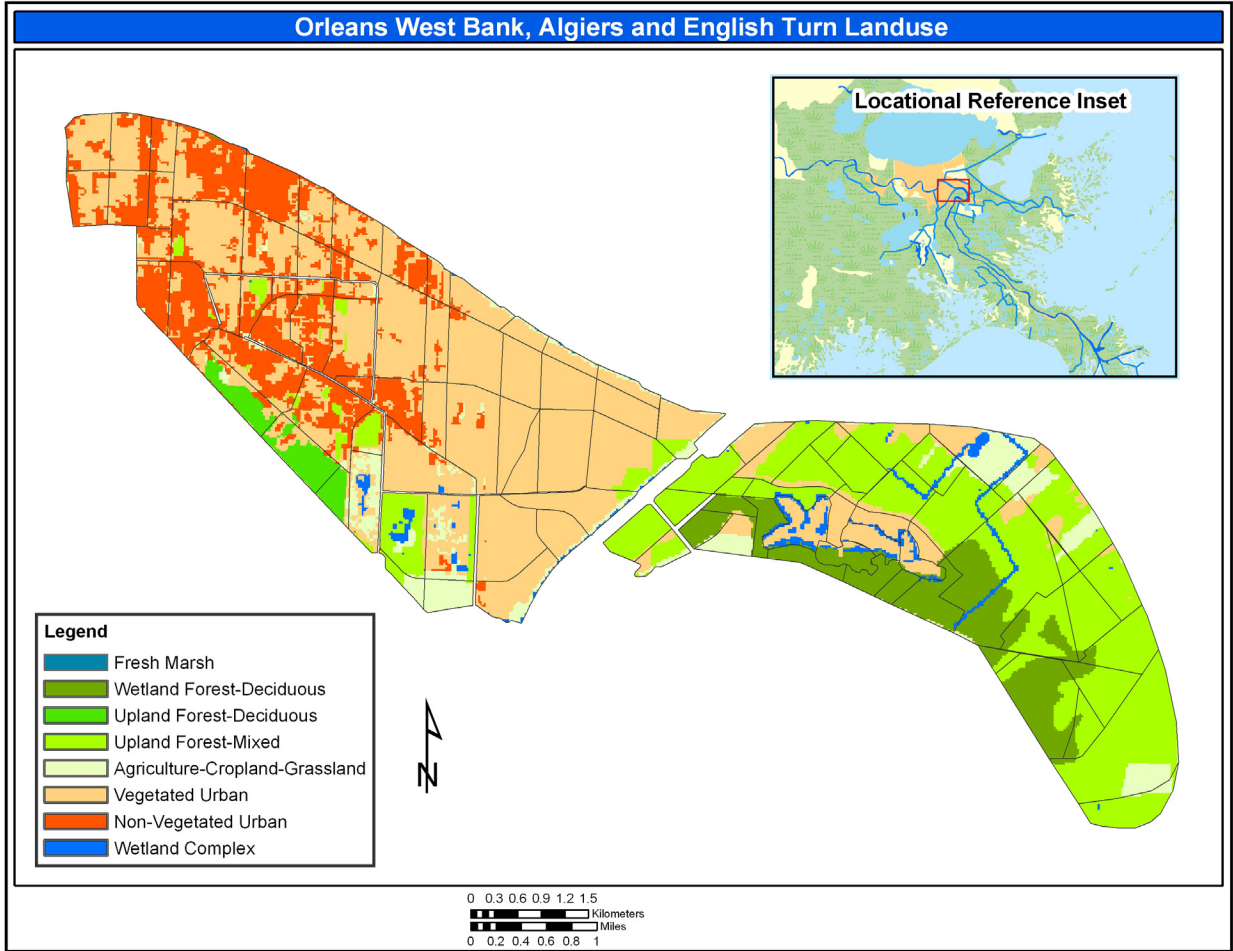 Orleans West Bank, Algiers and English Turn Landuse
Locational Reference Inset
Legend
Fresh Marsh
Wetland Forest-Deciduous
Upland Forest-Deciduous
Upland Forest-Mixed
Agriculture-Cropland-Grassland
Vegetated Urban
Non-Vegetated Urban
Wetland Complex
N
0 0.3 0.6 0.9 1.2 1.5
Kilometers
Miles
0 0.2 0.4 0.6 0.8 1